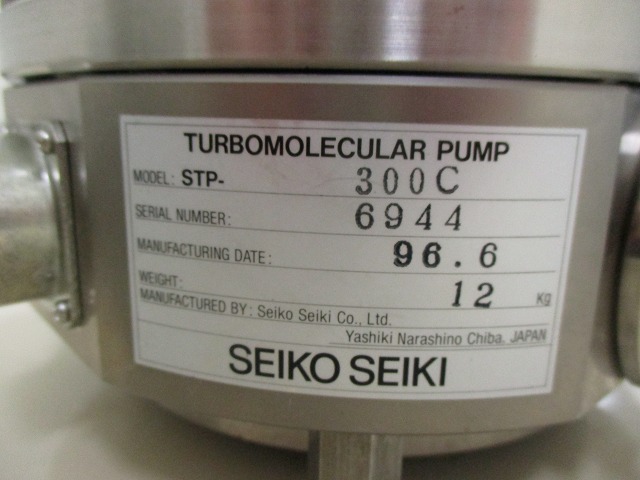 TURBOMOLECULAR PUMP
MODEL: STP- 300C
SERIAL NUMBER: 6944
MANUFACTURING DATE: 96.6
WEIGHT: 12 Kg
MANUFACTURED BY: Seiko Seiki Co., Ltd.
Yashiki Narashino Chiba, JAPAN
SEIKO SEIKI